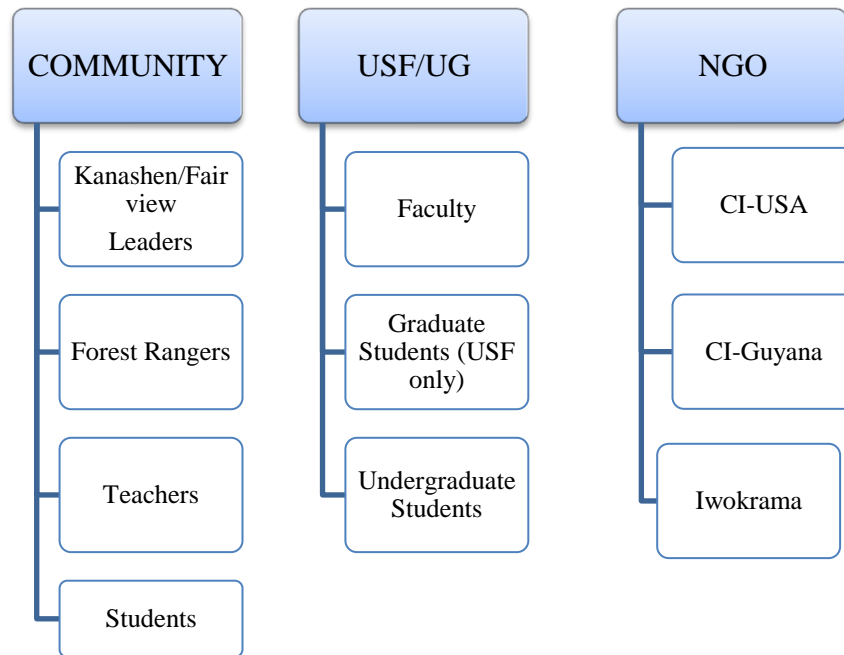 COMMUNITY
Kanashen/Fair
view
Leaders
Forest Rangers
Teachers
Students
USF/UG
Faculty
Graduate
Students (USF
only)
Undergraduate
Students
NGO
CI-USA
CI-Guyana
Iwokrama